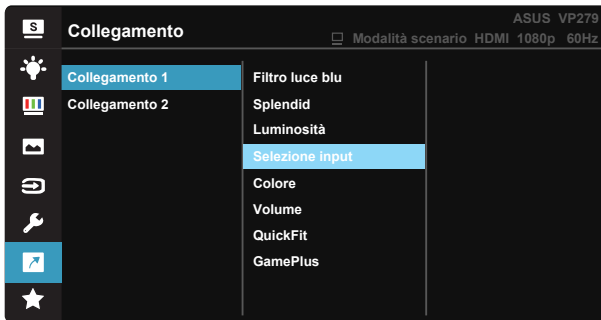 S
Collegamento
ASUS VP279
Modalità scenario HDMI 1080p 60Hz
Collegamento 1
Collegamento 2
Filtro luce blu
Splendid
Luminosità
Selezione input
Colore
Volume
QuickFit
GamePlus